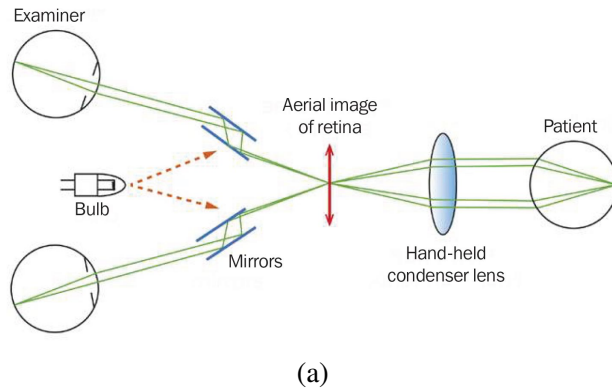 Examiner
Aerial image
of retina
Patient
Bulb
Mirrors
Hand-held
condenser lens
(a)